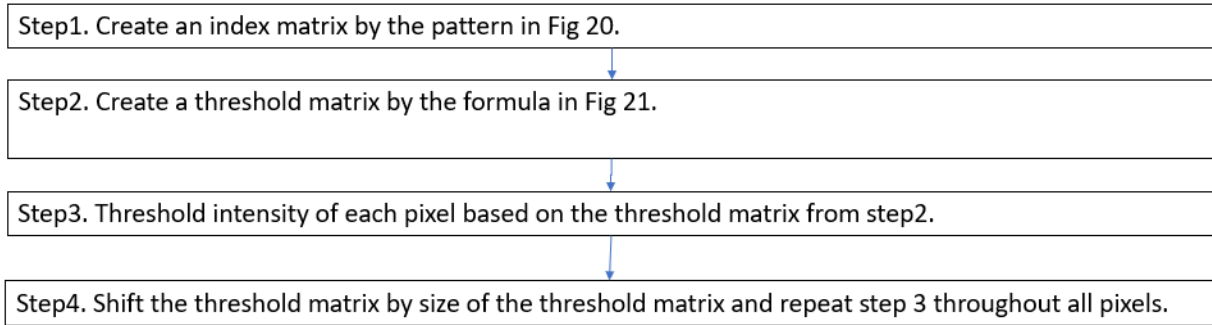 Step1. Create an index matrix by the pattern in Fig 20.
Step2. Create a threshold matrix by the formula in Fig 21.
Step3. Threshold intensity of each pixel based on the threshold matrix from step2.
Step4. Shift the threshold matrix by size of the threshold matrix and repeat step 3 throughout all pixels.